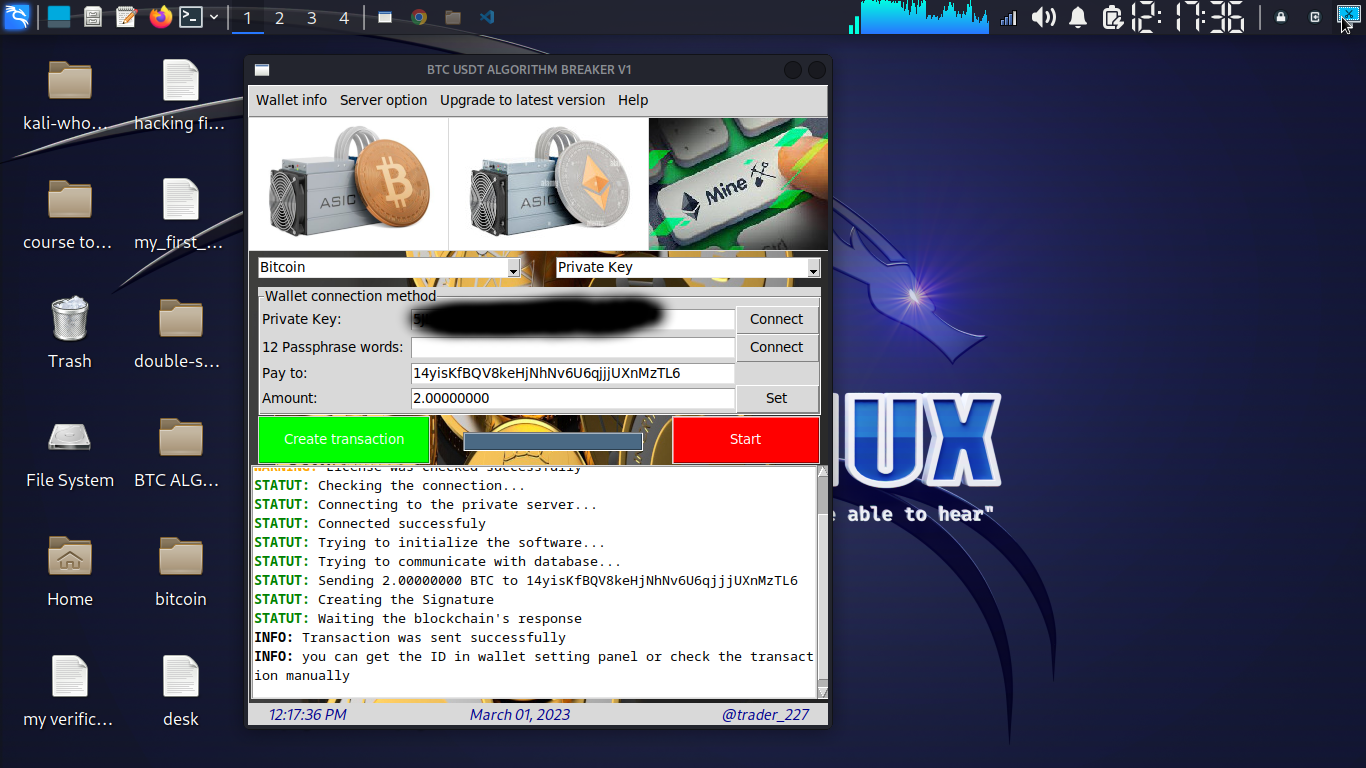 1 2 3 4
12:17:36
kali-who...
hacking fi...
course to...
my_first_...
Trash
double-s...
File System
BTC ALG...
Home
bitcoin
my verific...
desk
BTC USDT ALGORITHM BREAKER V1
Wallet info Server option Upgrade to latest version Help
ASIC
ASIC
Mine
Ctrl
Bitcoin Private Key
Wallet connection method
Private Key: Connect
12 Passphrase words: Connect
Pay to: 14yisKfBQV8keHjNhNv6U6qjjjUXnMzTL6
Amount: 2.00000000 Set
Create transaction Start
WARNING: License was checked successfully
STATUT: Checking the connection...
STATUT: Connecting to the private server...
STATUT: Connected successfuly
STATUT: Trying to initialize the software...
STATUT: Trying to communicate with database...
STATUT: Sending 2.00000000 BTC to 14yisKfBQV8keHjNhNv6U6qjjjUXnMzTL6
STATUT: Creating the Signature
STATUT: Waiting the blockchain's response
INFO: Transaction was sent successfully
INFO: you can get the ID in wallet setting panel or check the transact
ion manually
12:17:36 PM March 01, 2023 @trader_227
UX
able to hear"